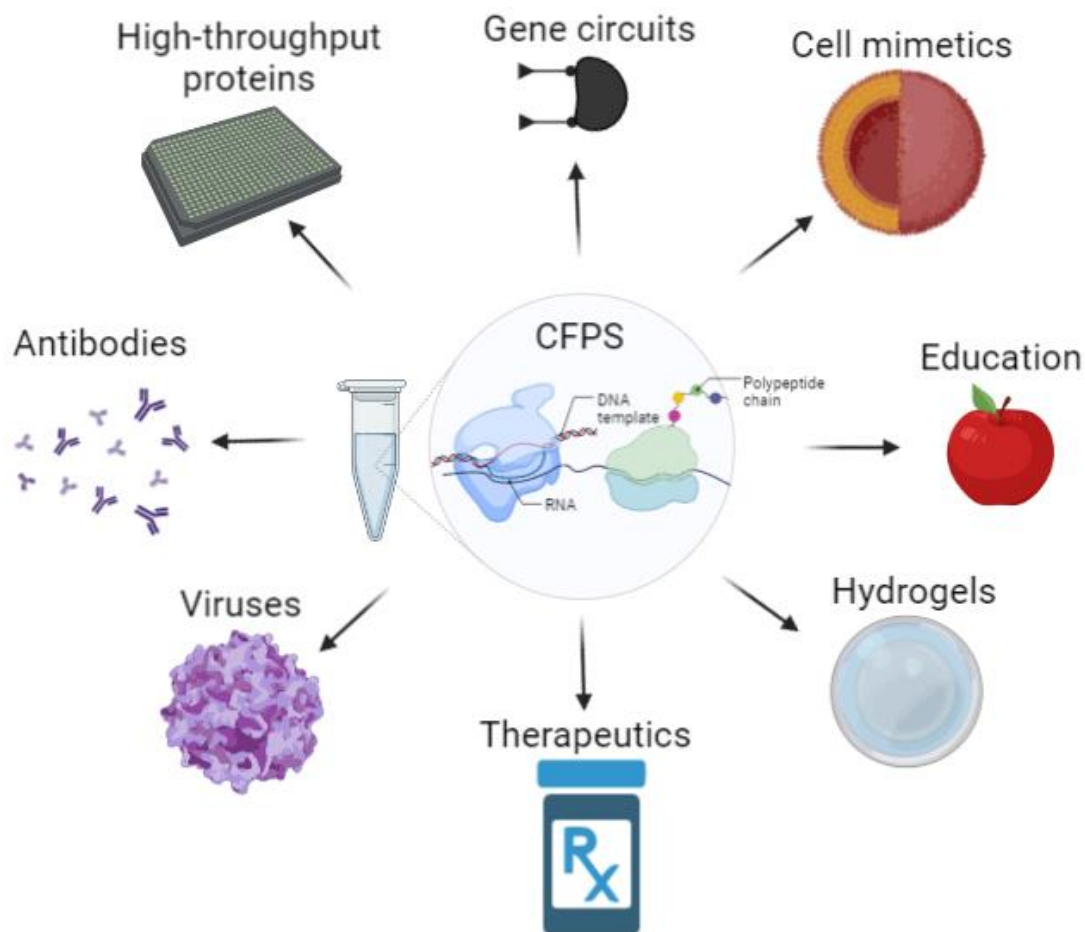 High-throughput
proteins
Gene circuits
Cell mimetics
Antibodies
CFPS
DNA
template
Polypeptide
chain
RNA
Education
Viruses
Hydrogels
Therapeutics
Rx